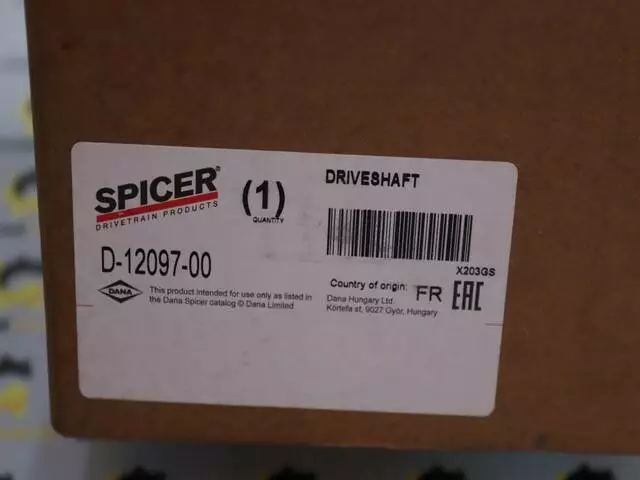 SPICER®
DRIVETRAIN PRODUCTS
(1)
QUANTITY
DRIVESHAFT
X203GS
D-12097-00
DANA
This product intended for use only as listed in
the Dana Spicer catalog © Dana Limited
Country of origin: FR
Dana Hungary Ltd.
Körtefa st, 9027 Győr, Hungary
EAC